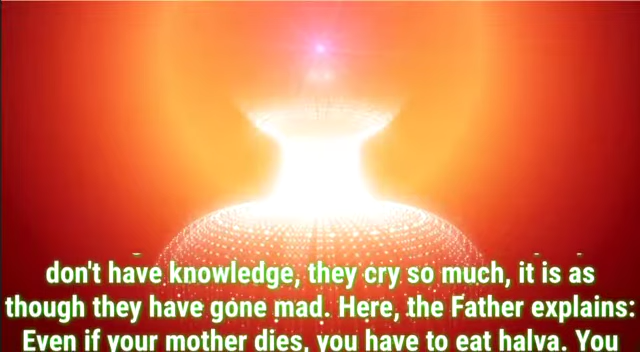 don't have knowledge, they cry so much, it is as
though they have gone mad. Here, the Father explains:
Even if your mother dies, you have to eat halva. You